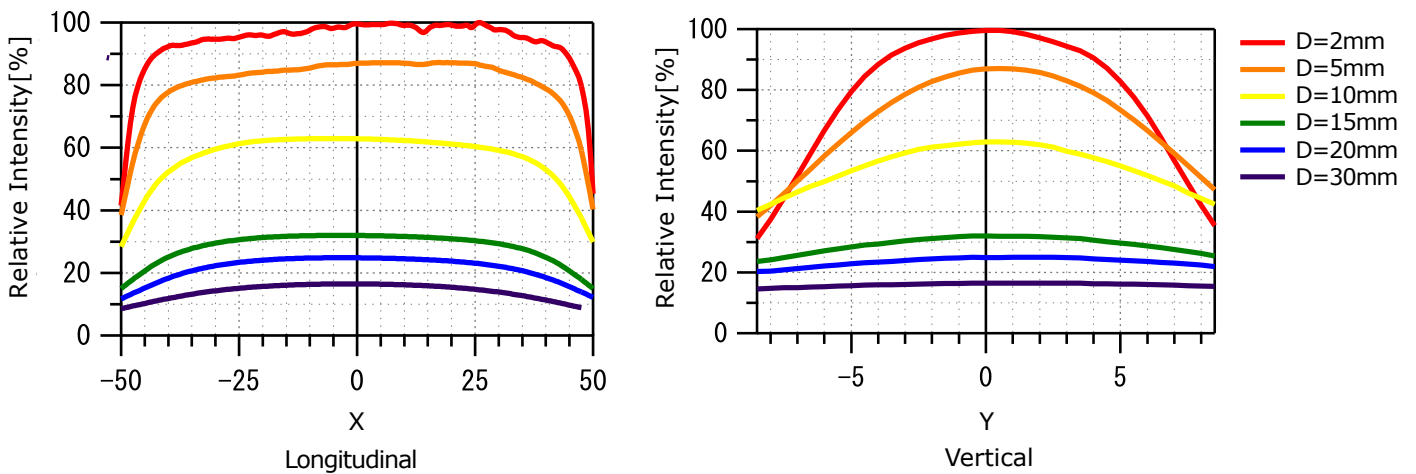 Relative Intensity[%]
100
80
60
40
20
0
-50
-25
0
25
50
X
Longitudinal
Relative Intensity[%]
100
80
60
40
20
0
-5
0
5
Y
Vertical
D=2mm
D=5mm
D=10mm
D=15mm
D=20mm
D=30mm